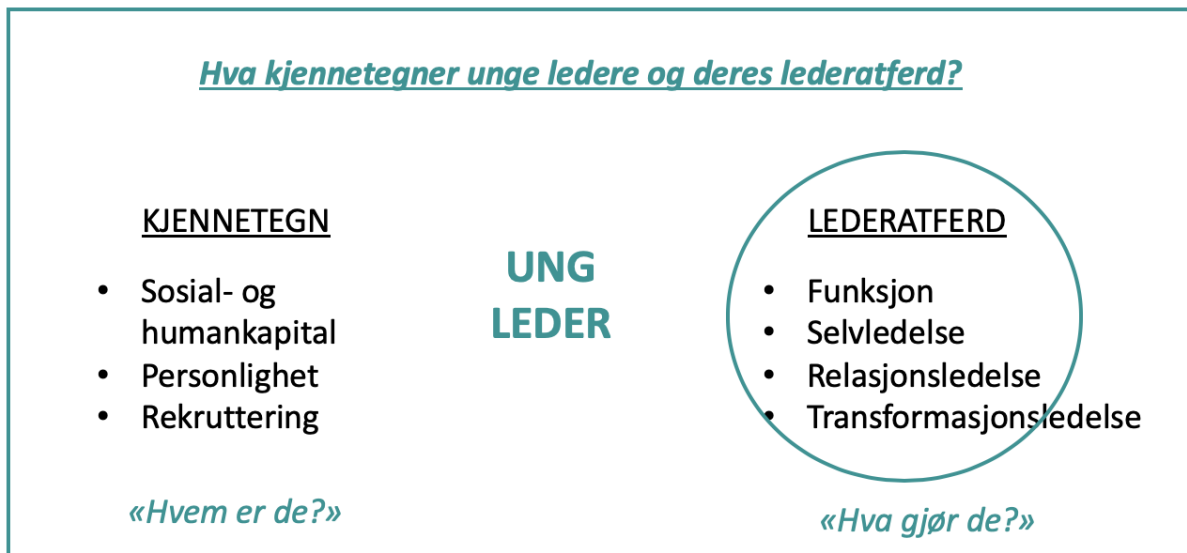 Hva kjennetegner unge ledere og deres lederatferd?
KJENNETEGN
• Sosial- og
humankapital
• Personlighet
• Rekruttering
«Hvem er de?»
UNG
LEDER
LEDERATFERD
• Funksjon
• Selvledelse
• Relasjonsledelse
• Transformasjonsledelse
«Hva gjør de?»